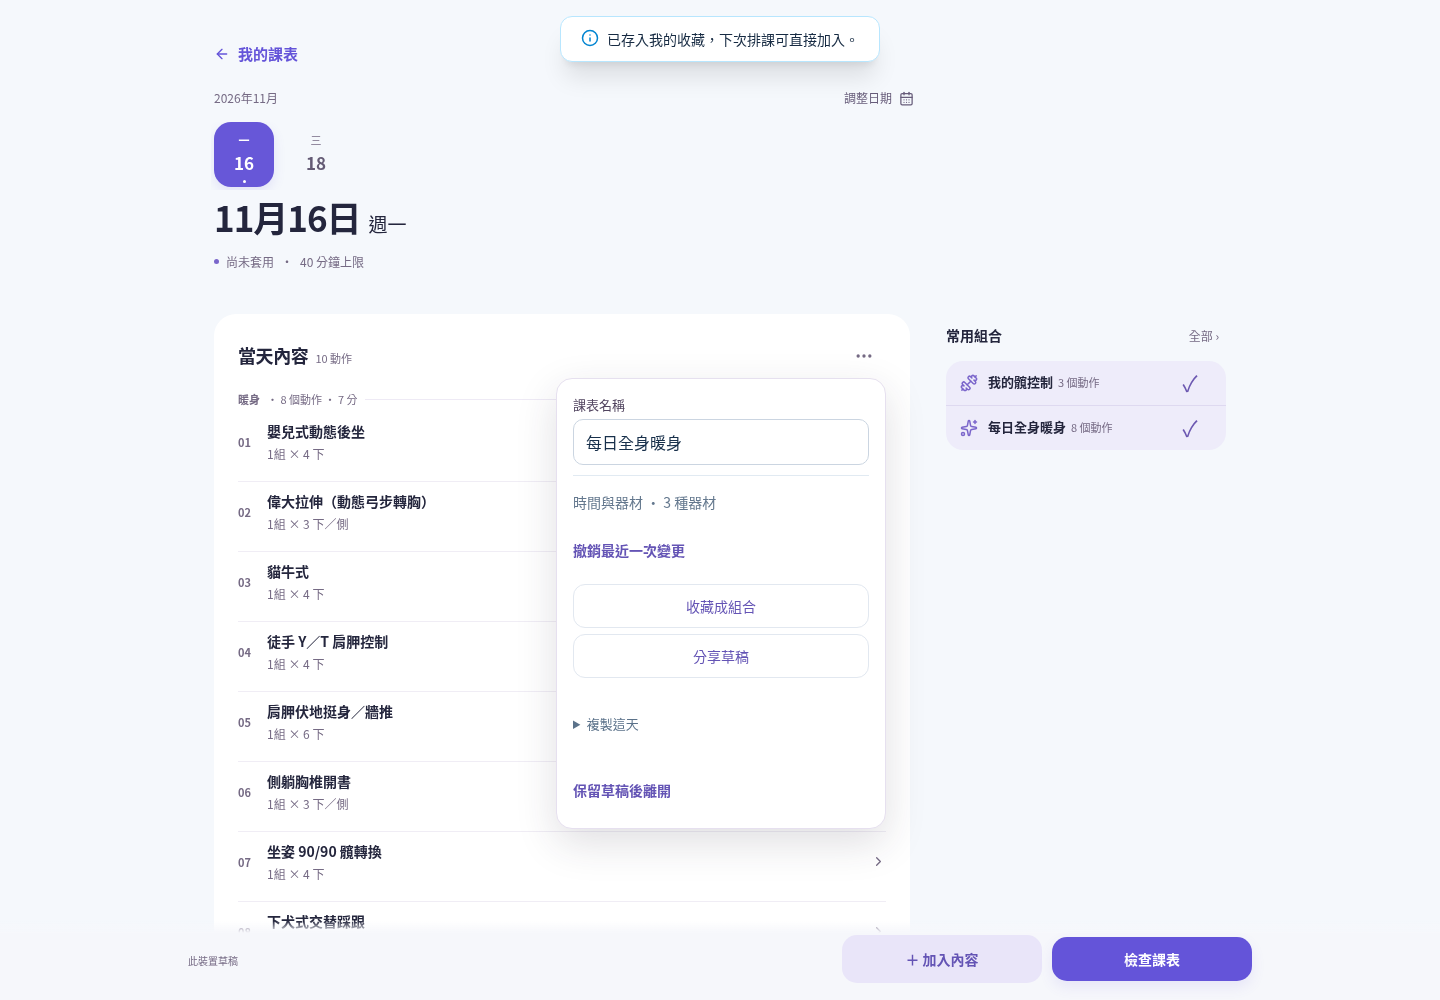 已存入我的收藏，下次排課可直接加入。
我的課表
2026年11月
調整日期
一
16
三
18
11月16日 週一
尚未套用 · 40 分鐘上限
當天內容 10 動作
暖身 · 8 個動作 · 7 分
01 嬰兒式動態後坐
1組 × 4 下
02 偉大拉伸（動態弓步轉胸）
1組 × 3 下／側
03 貓牛式
1組 × 4 下
04 徒手 Y／T 肩胛控制
1組 × 4 下
05 肩胛伏地挺身／牆推
1組 × 6 下
06 側躺胸椎開書
1組 × 3 下／側
07 坐姿 90/90 髖轉換
1組 × 4 下
08 下犬式交替踩跟
課表名稱
每日全身暖身
時間與器材 · 3 種器材
撤銷最近一次變更
收藏成組合
分享草稿
▶ 複製這天
保留草稿後離開
常用組合
全部 ›
我的髖控制 3 個動作 ✓
每日全身暖身 8 個動作 ✓
此裝置草稿
＋ 加入內容
檢查課表